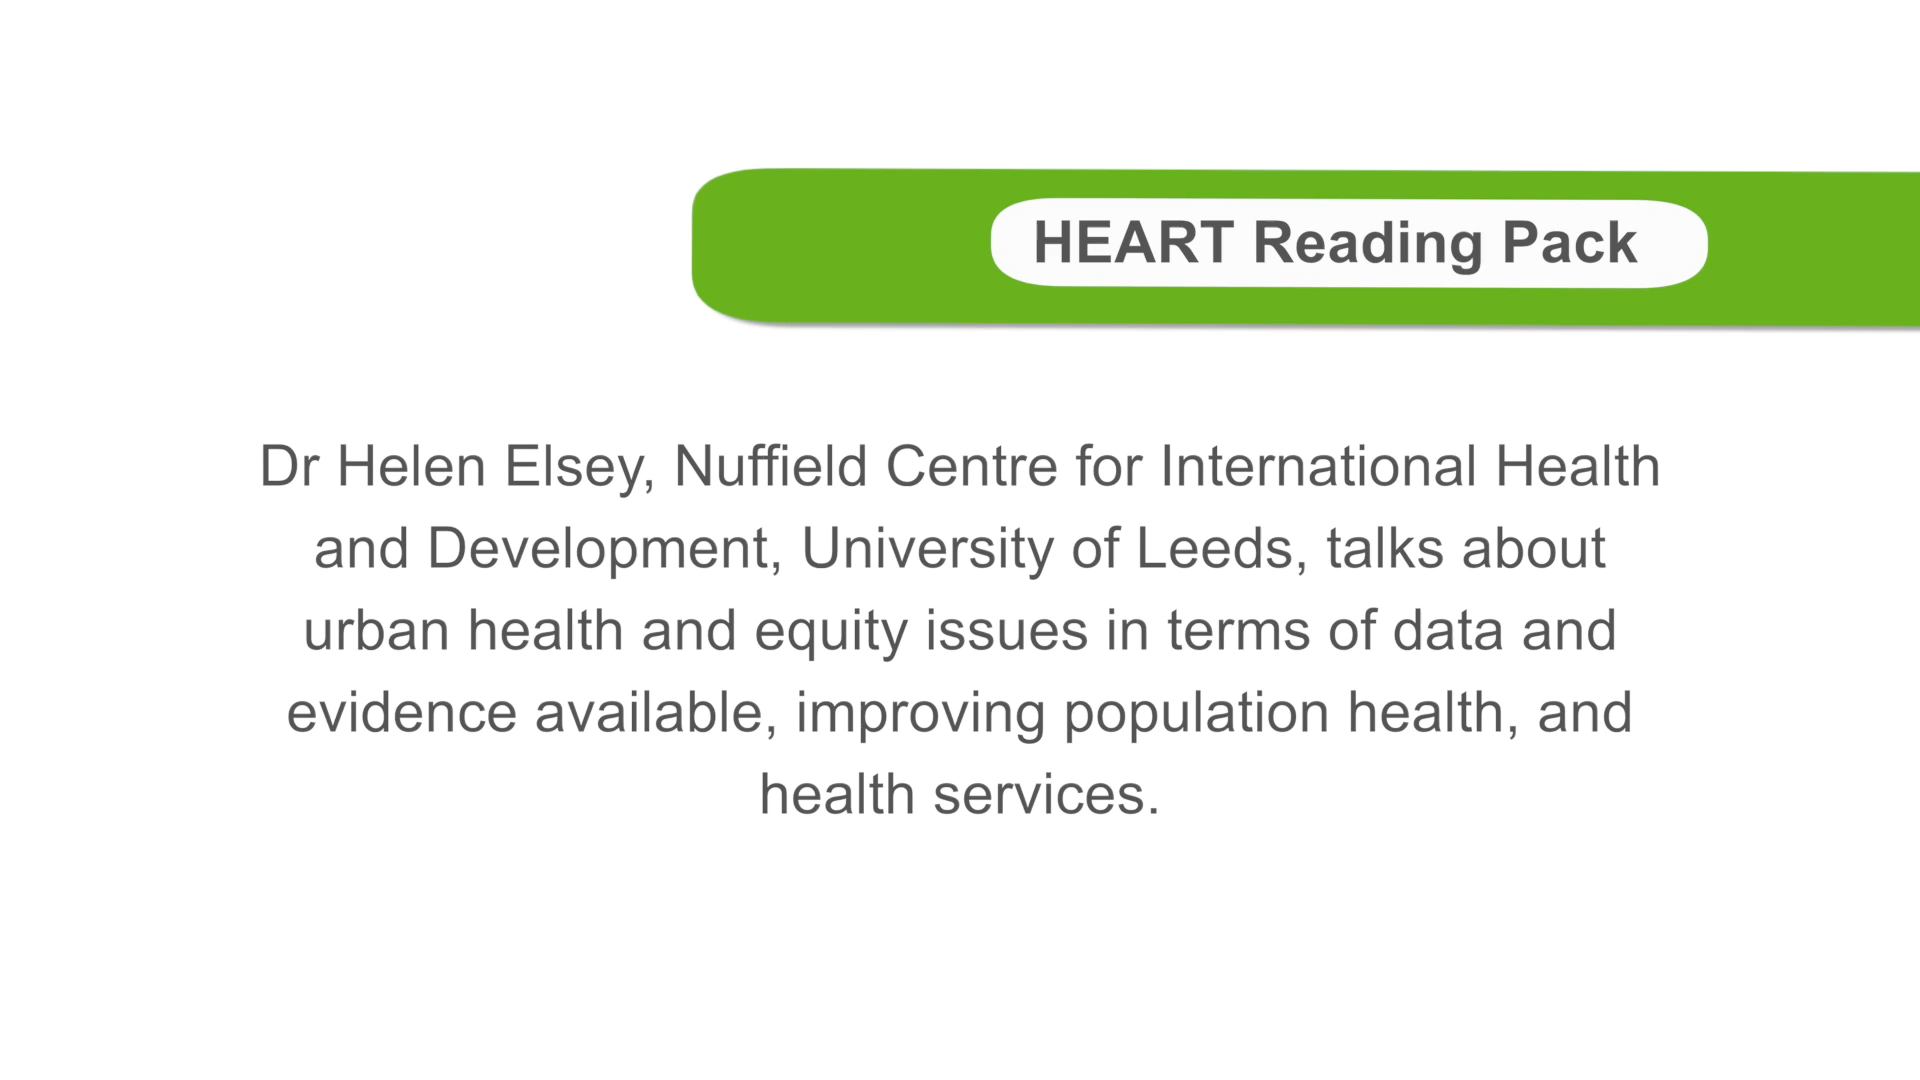 HEART Reading Pack
Dr Helen Elsey, Nuffield Centre for International Health
and Development, University of Leeds, talks about
urban health and equity issues in terms of data and
evidence available, improving population health, and
health services.